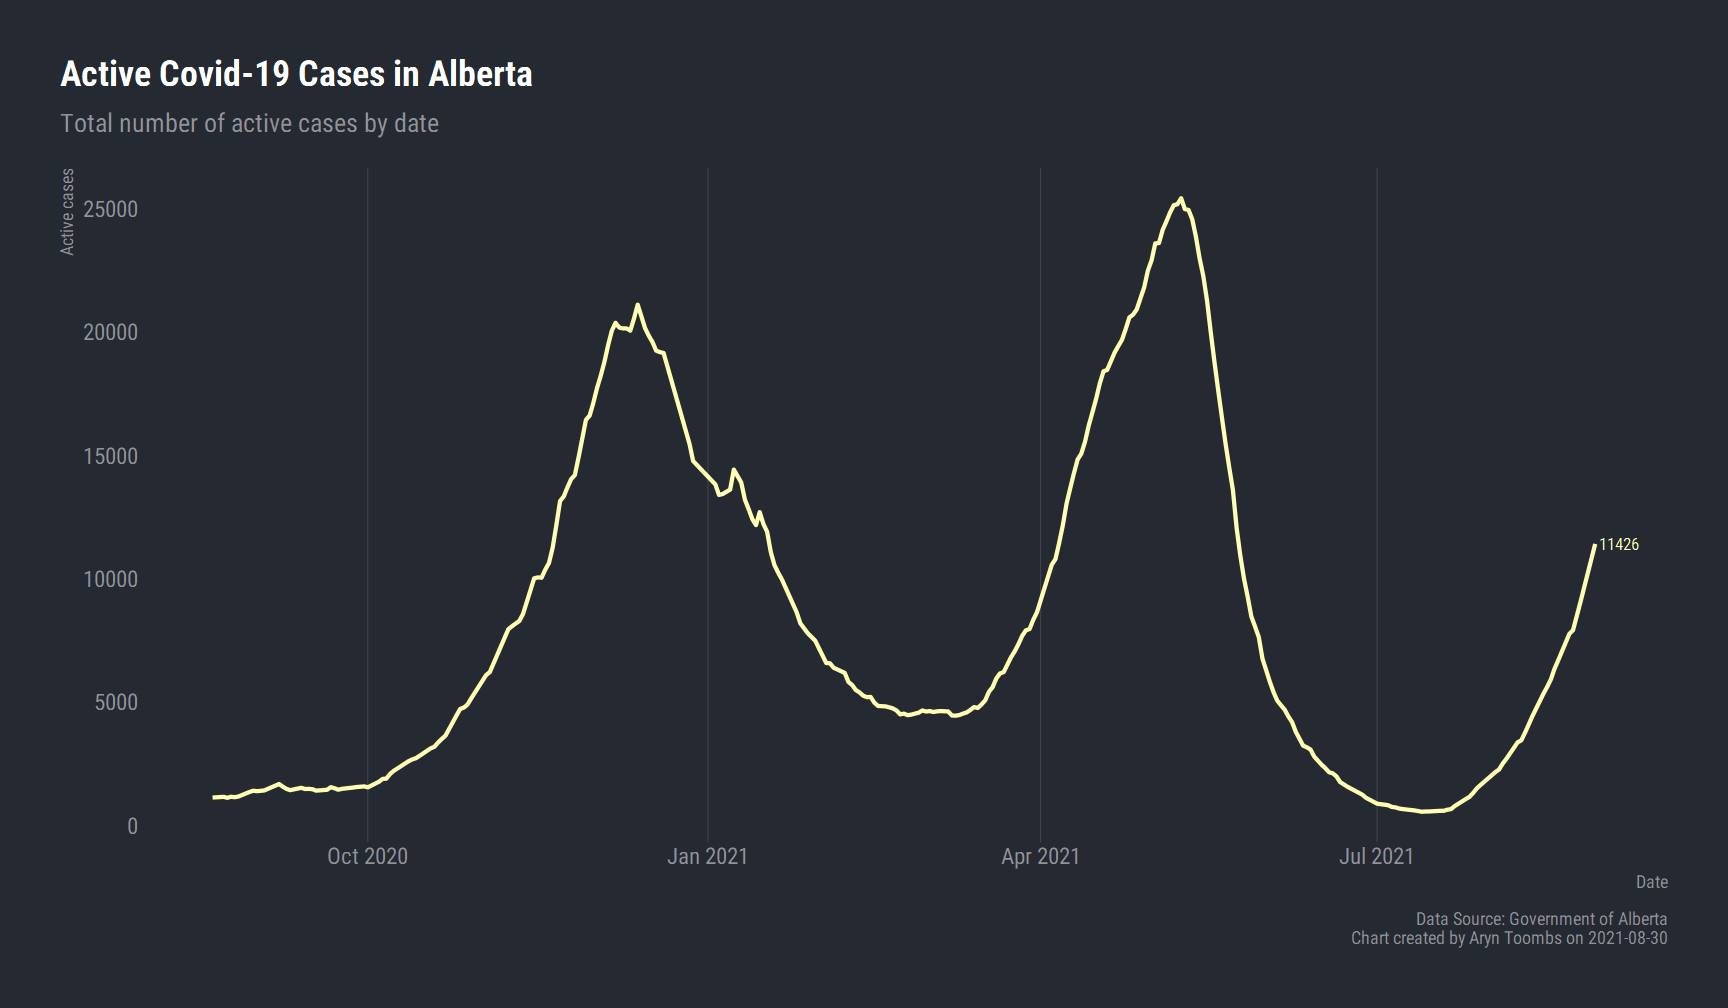 Active Covid-19 Cases in Alberta
Total number of active cases by date
Active cases
25000
20000
15000
10000
5000
0
11426
Oct 2020
Jan 2021
Apr 2021
Jul 2021
Date
Data Source: Government of Alberta
Chart created by Aryn Toombs on 2021-08-30